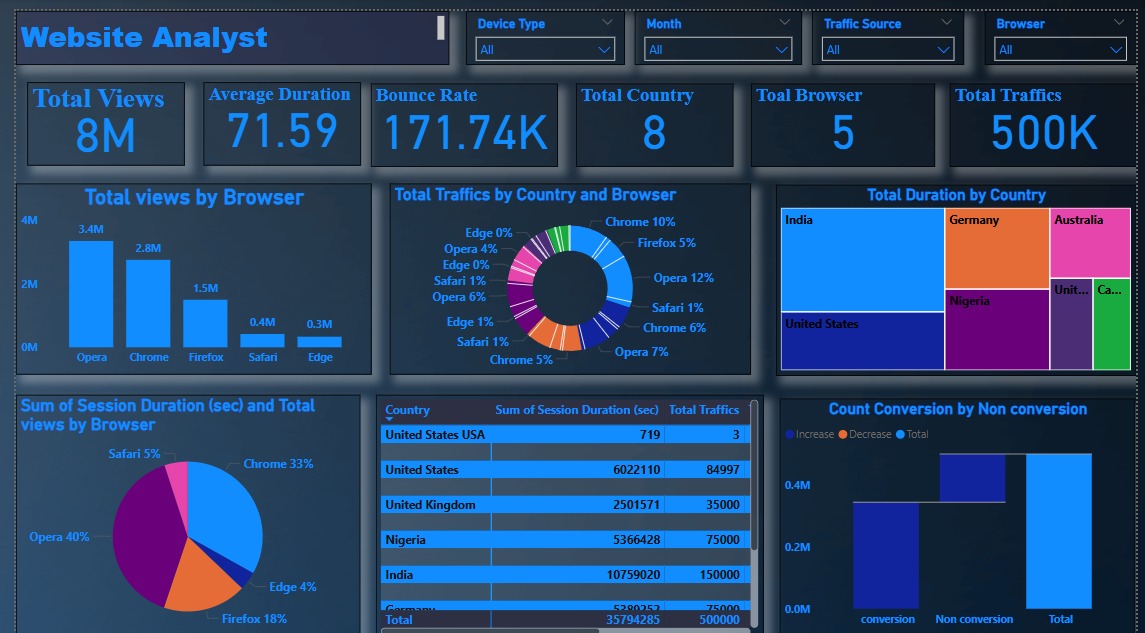 Website Analyst
Device Type
All
Month
All
Traffic Source
All
Browser
All
Total Views
8M
Average Duration
71.59
Bounce Rate
171.74K
Total Country
8
Toal Browser
5
Total Traffics
500K
Total views by Browser
4M
2M
0M
3.4M
2.8M
1.5M
0.4M
0.3M
Opera
Chrome
Firefox
Safari
Edge
Total Traffics by Country and Browser
Chrome 10%
Firefox 5%
Opera 12%
Safari 1%
Chrome 6%
Opera 7%
Chrome 5%
Safari 1%
Edge 1%
Opera 6%
Safari 1%
Edge 0%
Opera 4%
Edge 0%
Total Duration by Country
India
United States
Germany
Nigeria
Australia
Unit...
Ca...
Sum of Session Duration (sec) and Total
views by Browser
Safari 5%
Chrome 33%
Opera 40%
Edge 4%
Firefox 18%
Country Sum of Session Duration (sec) Total Traffics
United States USA 719 3
United States 6022110 84997
United Kingdom 2501571 35000
Nigeria 5366428 75000
India 10759020 150000
Germany 5389252 75000
Total 35794285 500000
Count Conversion by Non conversion
Increase Decrease Total
0.4M
0.2M
0.0M
conversion
Non conversion
Total